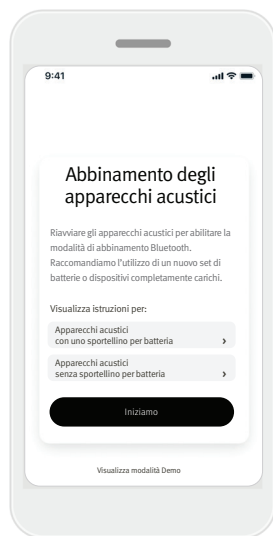 9:41
Abbinamento degli
apparecchi acustici
Riavviare gli apparecchi acustici per abilitare la
modalità di abbinamento Bluetooth.
Raccomandiamo l'utilizzo di un nuovo set di
batterie o dispositivi completamente carichi.
Visualizza istruzioni per:
Apparecchi acustici
con uno sportellino per batteria
Apparecchi acustici
senza sportellino per batteria
Iniziamo
Visualizza modalità Demo